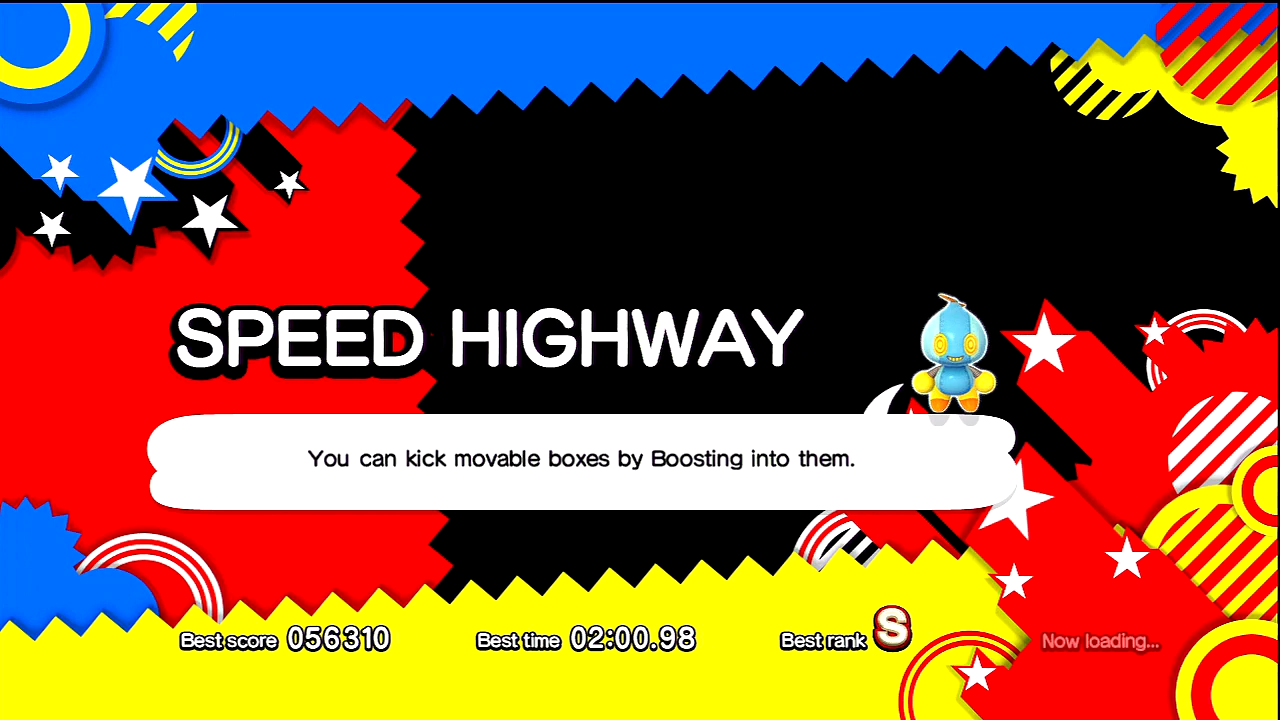 SPEED HIGHWAY
You can kick movable boxes by Boosting into them.
Best score 056310 Best time 02:00.98 Best rank S Now loading...